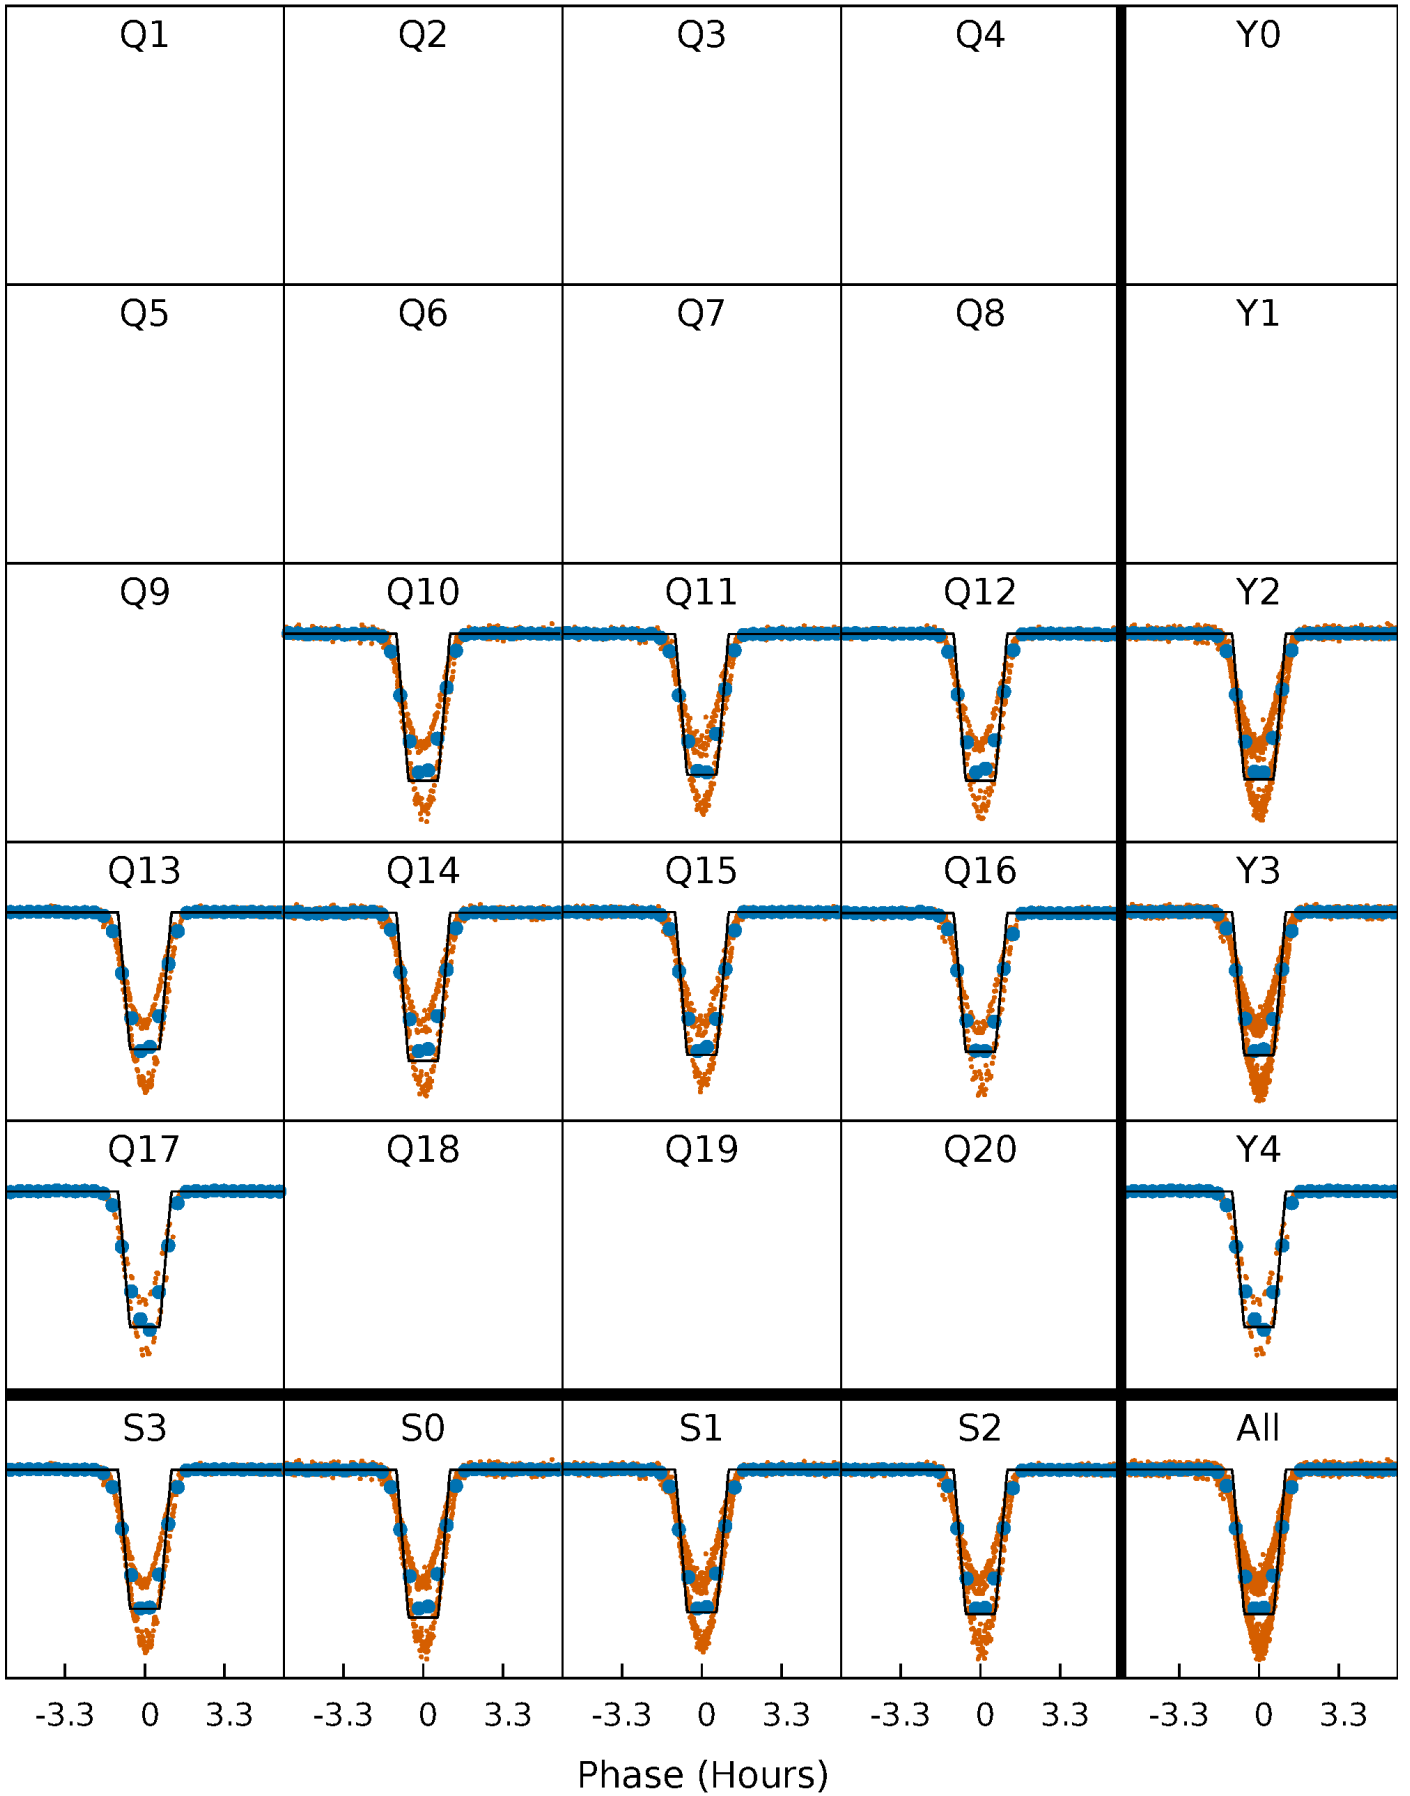 Q1 Q2 Q3 Q4 Y0
Q5 Q6 Q7 Q8 Y1
Q9 Q10 Q11 Q12 Y2
Q13 Q14 Q15 Q16 Y3
Q17 Q18 Q19 Q20 Y4
S3 S0 S1 S2 All
-3.3 0 3.3 -3.3 0 3.3 -3.3 0 3.3 -3.3 0 3.3 -3.3 0 3.3
Phase (Hours)